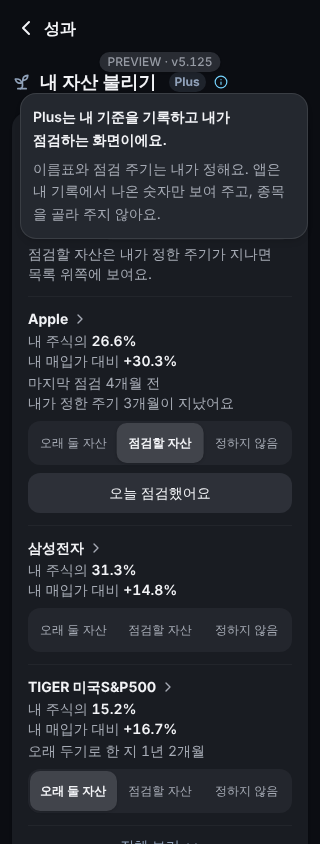 성과
PREVIEW · v5.125
내 자산 불리기 Plus
Plus는 내 기준을 기록하고 내가
점검하는 화면이에요.
이름표와 점검 주기는 내가 정해요. 앱은
내 기록에서 나온 숫자만 보여 주고, 종목
을 골라 주지 않아요.
점검할 자산은 내가 정한 주기가 지나면
목록 위쪽에 보여요.
Apple
내 주식의 26.6%
내 매입가 대비 +30.3%
마지막 점검 4개월 전
내가 정한 주기 3개월이 지났어요
오래 둘 자산 점검할 자산 정하지 않음
오늘 점검했어요
삼성전자
내 주식의 31.3%
내 매입가 대비 +14.8%
오래 둘 자산 점검할 자산 정하지 않음
TIGER 미국S&P500
내 주식의 15.2%
내 매입가 대비 +16.7%
오래 두기로 한 지 1년 2개월
오래 둘 자산 점검할 자산 정하지 않음